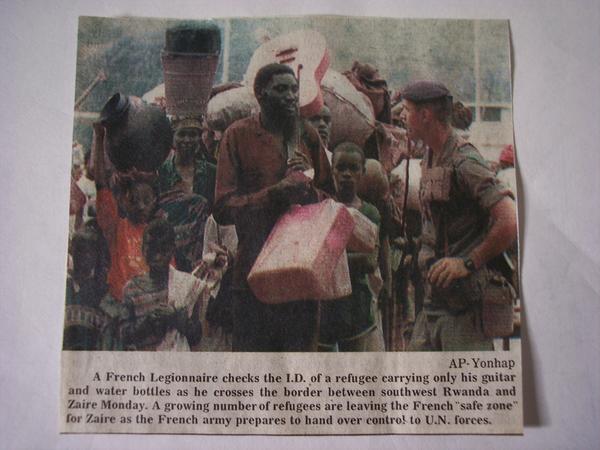 AP-Yonhap
A French Legionnaire checks the I.D. of a refugee carrying only his guitar
and water bottles as he crosses the border between southwest Rwanda and
Zaire Monday. A growing number of refugees are leaving the French "safe zone"
for Zaire as the French army prepares to hand over control to U.N. forces.